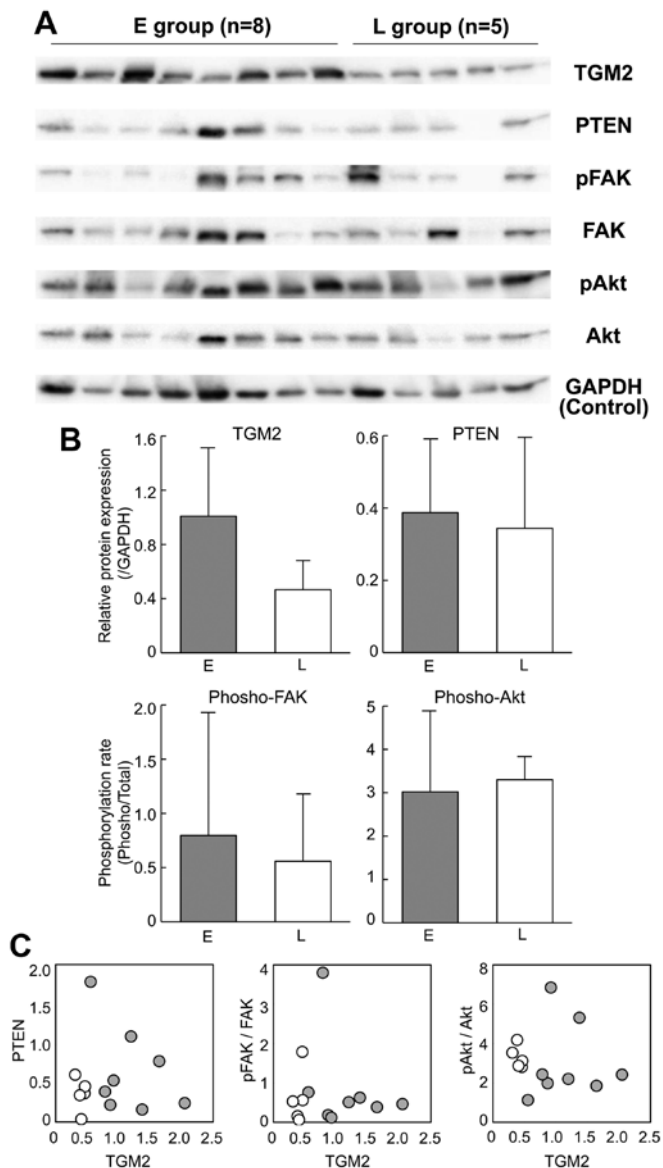 A
E group (n=8)
L group (n=5)
TGM2
PTEN
pFAK
FAK
pAkt
Akt
GAPDH
(Control)
B
TGM2
PTEN
Relative protein expression
(/GAPDH)
1.6
1.2
0.8
0.4
0
E
L
0.6
0.4
0.2
0
E
L
Phosho-FAK
Phosho-Akt
Phosphorylation rate
(Phosho/Total)
2.0
1.5
1.0
0.5
0
E
L
5
4
3
2
1
0
E
L
C
PTEN
2.0
1.5
1.0
0.5
0
0
0.5
1.0
1.5
2.0
2.5
TGM2
pFAK / FAK
4
3
2
1
0
0
0.5
1.0
1.5
2.0
2.5
TGM2
pAkt / Akt
8
6
4
2
0
0
0.5
1.0
1.5
2.0
2.5
TGM2